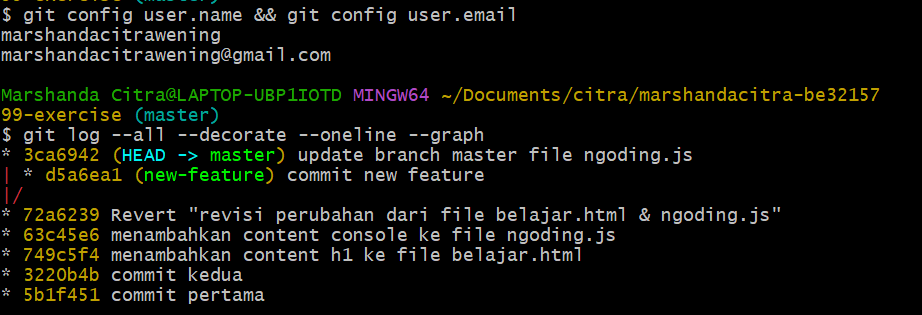 $ git config user.name && git config user.email
marshandacitrawening
marshandacitrawening@gmail.com
Marshanda Citra@LAPTOP-UBP1IOTD MINGW64 ~/Documents/citra/marshandacitra-be32157
99-exercise (master)
$ git log --all --decorate --oneline --graph
* 3ca6942 (HEAD -> master) update branch master file ngoding.js
| * d5a6ea1 (new-feature) commit new feature
|/
* 72a6239 Revert "revisi perubahan dari file belajar.html & ngoding.js"
* 63c45e6 menambahkan content console ke file ngoding.js
* 749c5f4 menambahkan content h1 ke file belajar.html
* 3220b4b commit kedua
* 5b1f451 commit pertama